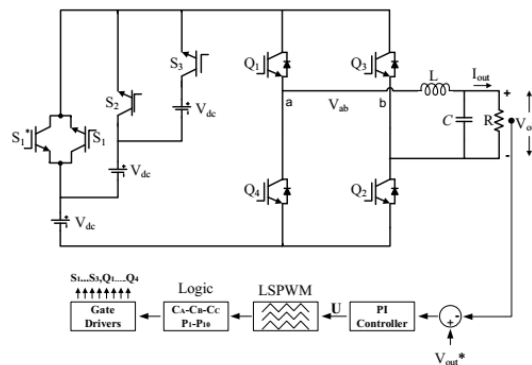 S3
Q1
Q3
L
Iout
S2
Vdc
a
Vab
b
+
S1*
S1
C
R
Vdc
-
Q4
Q2
Vdc
S1...S3,Q1....Q4
Logic
LSPWM
Gate
Drivers
CA-CB-CC
P1-P10
U
PI
Controller
-
+
Vout*